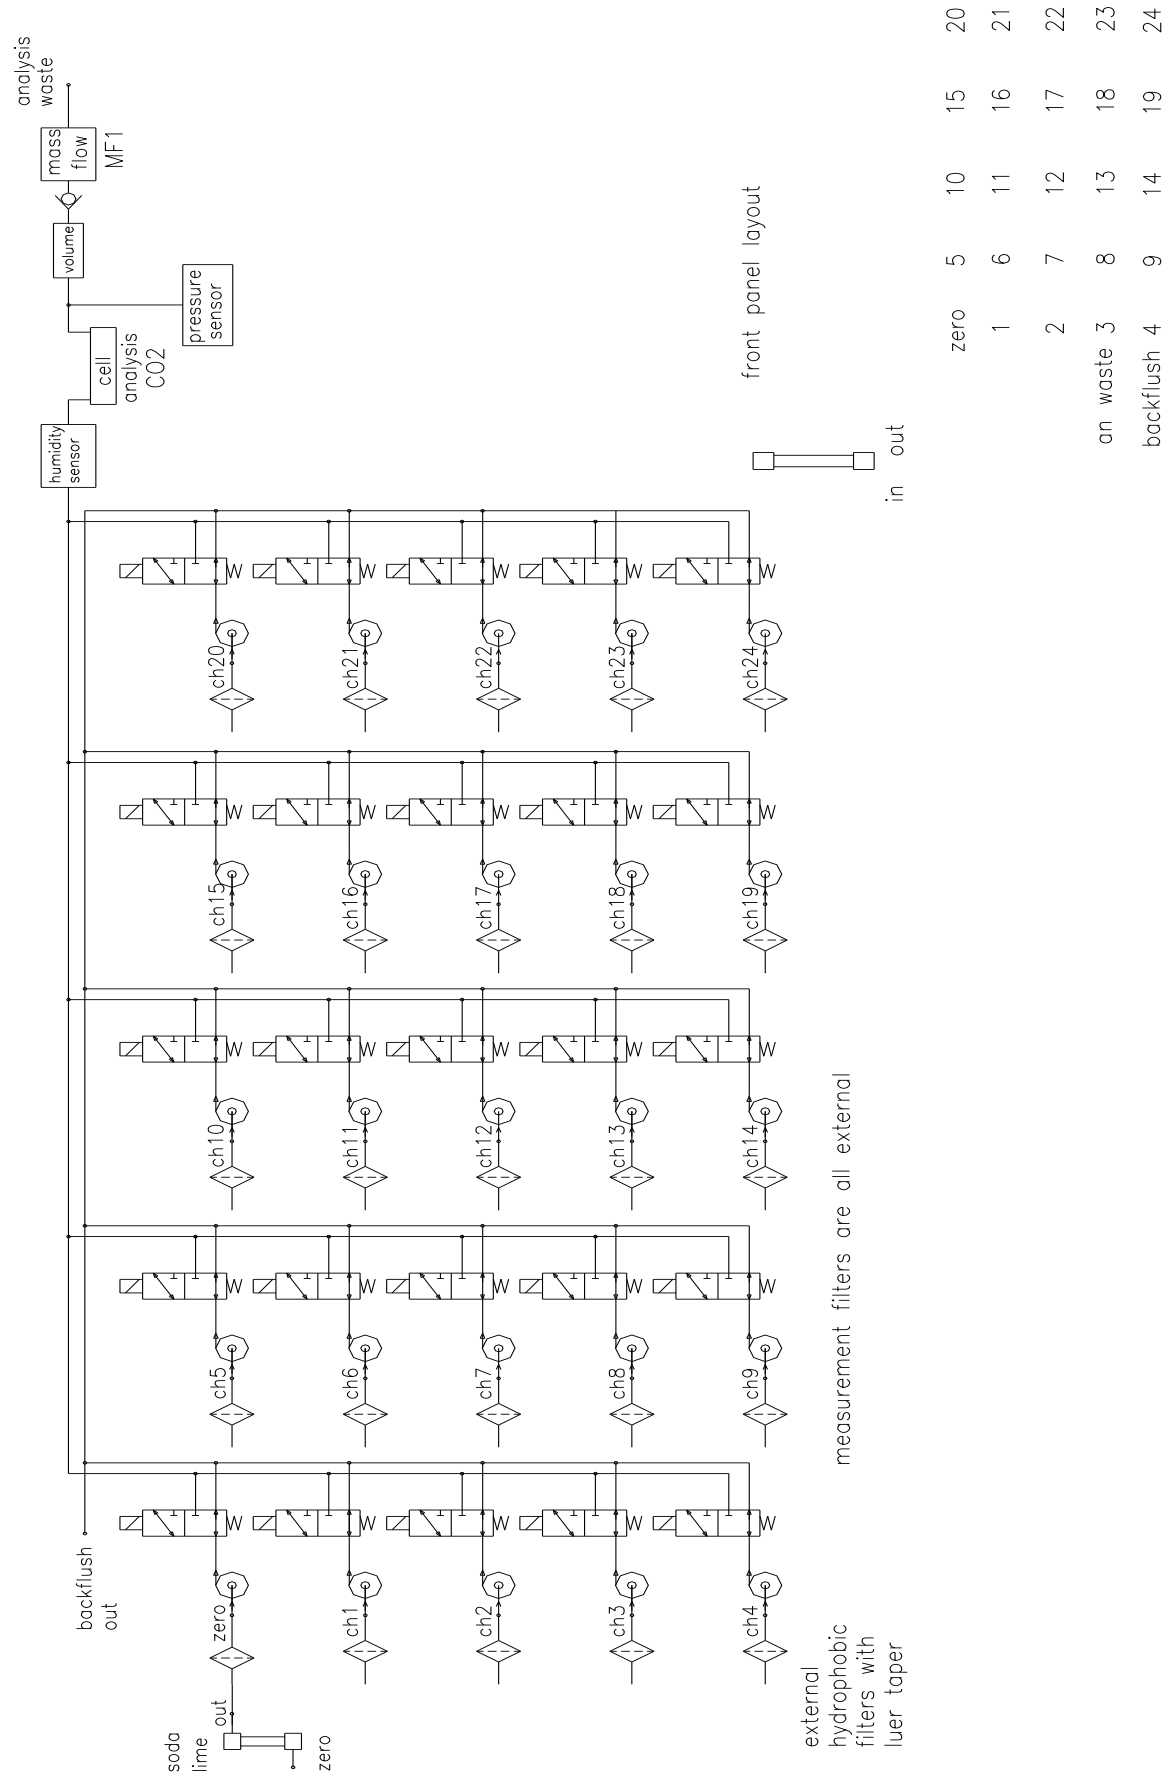 soda
lime
out
zero
backflush
out
zero
ch1
ch2
ch3
ch4
external
hydrophobic
filters with
luer taper
ch5
ch6
ch7
ch8
ch9
measurement filters are all external
ch10
ch11
ch12
ch13
ch14
ch15
ch16
ch17
ch18
ch19
ch20
ch21
ch22
ch23
ch24
humidity
sensor
cell
analysis
CO2
pressure
sensor
volume
mass
flow
MF1
analysis
waste
in out
front panel layout
zero 5 10 15 20
1 6 11 16 21
2 7 12 17 22
an waste 3 8 13 18 23
backflush 4 9 14 19 24